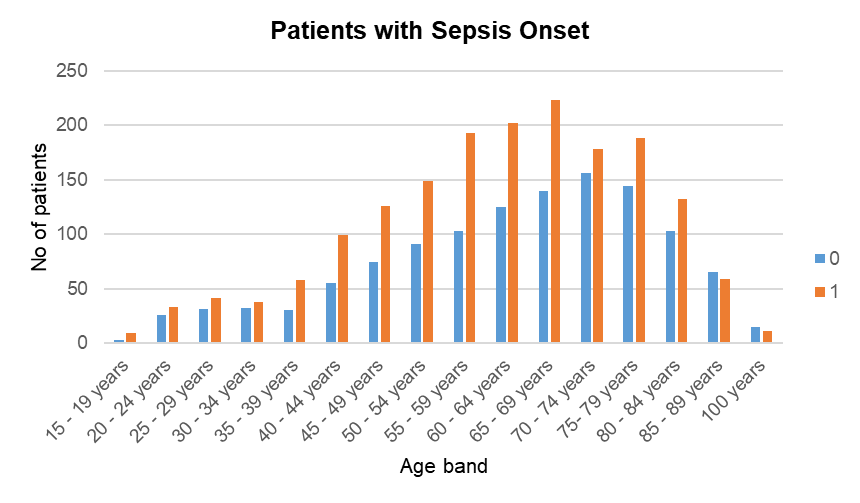 Patients with Sepsis Onset
No of patients
250
200
150
100
50
0
15 - 19 years
20 - 24 years
25 - 29 years
30 - 34 years
35 - 39 years
40 - 44 years
45 - 49 years
50 - 54 years
55 - 59 years
60 - 64 years
65 - 69 years
70 - 74 years
75- 79 years
80 - 84 years
85 - 89 years
100 years
Age band
0
1